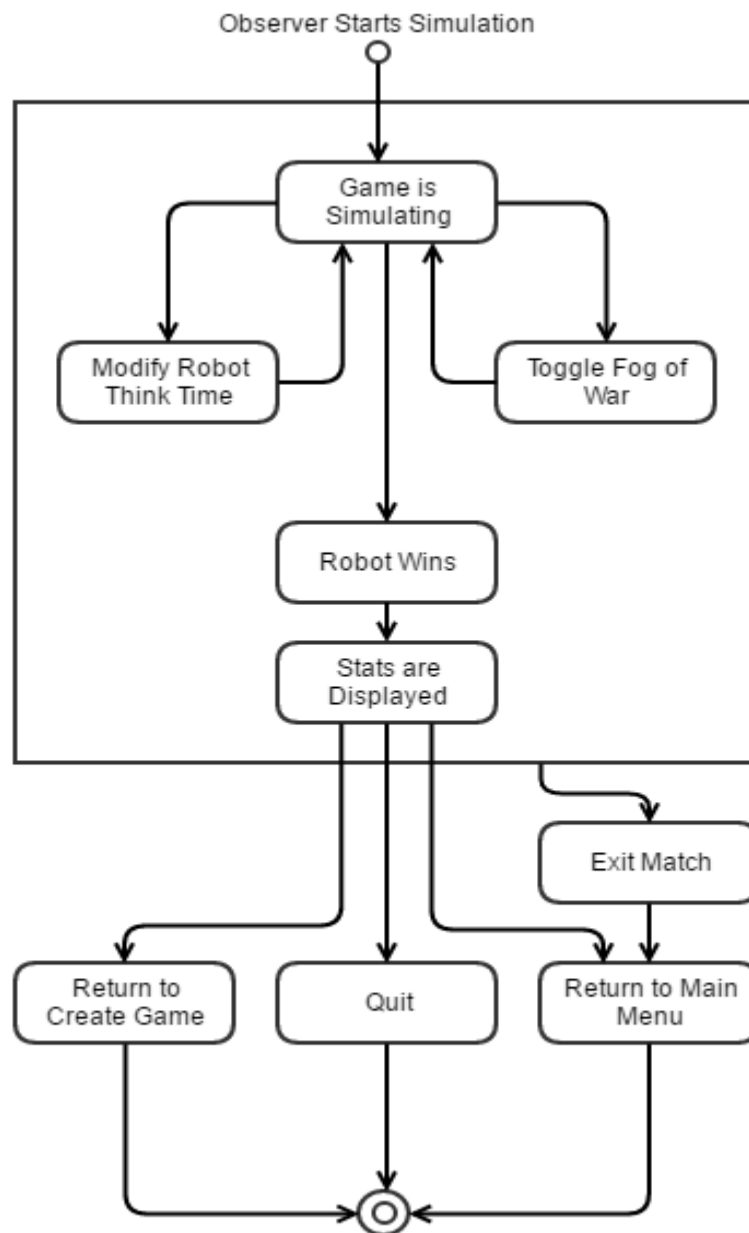 Observer Starts Simulation
Game is
Simulating
Modify Robot
Think Time
Toggle Fog of
War
Robot Wins
Stats are
Displayed
Exit Match
Return to
Create Game
Quit
Return to Main
Menu